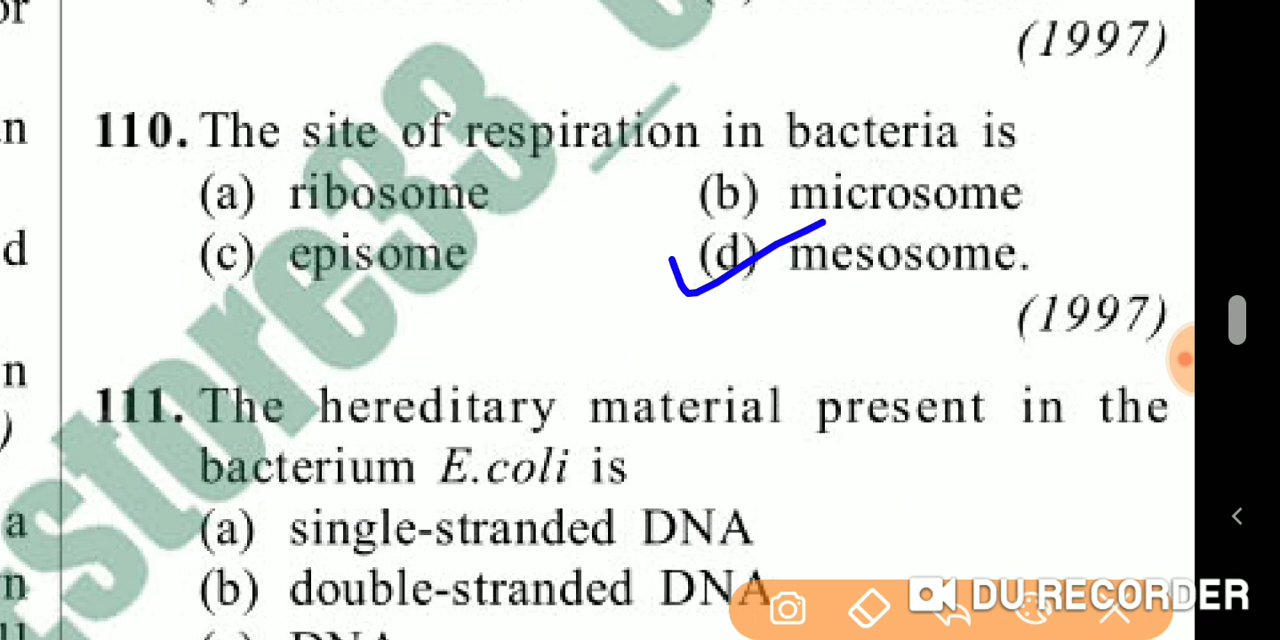 (1997)
110. The site of respiration in bacteria is
(a) ribosome (b) microsome
(c) episome (d) mesosome.
(1997)
111. The hereditary material present in the
bacterium E.coli is
(a) single-stranded DNA
(b) double-stranded DNA
DNA
DU RECORDER